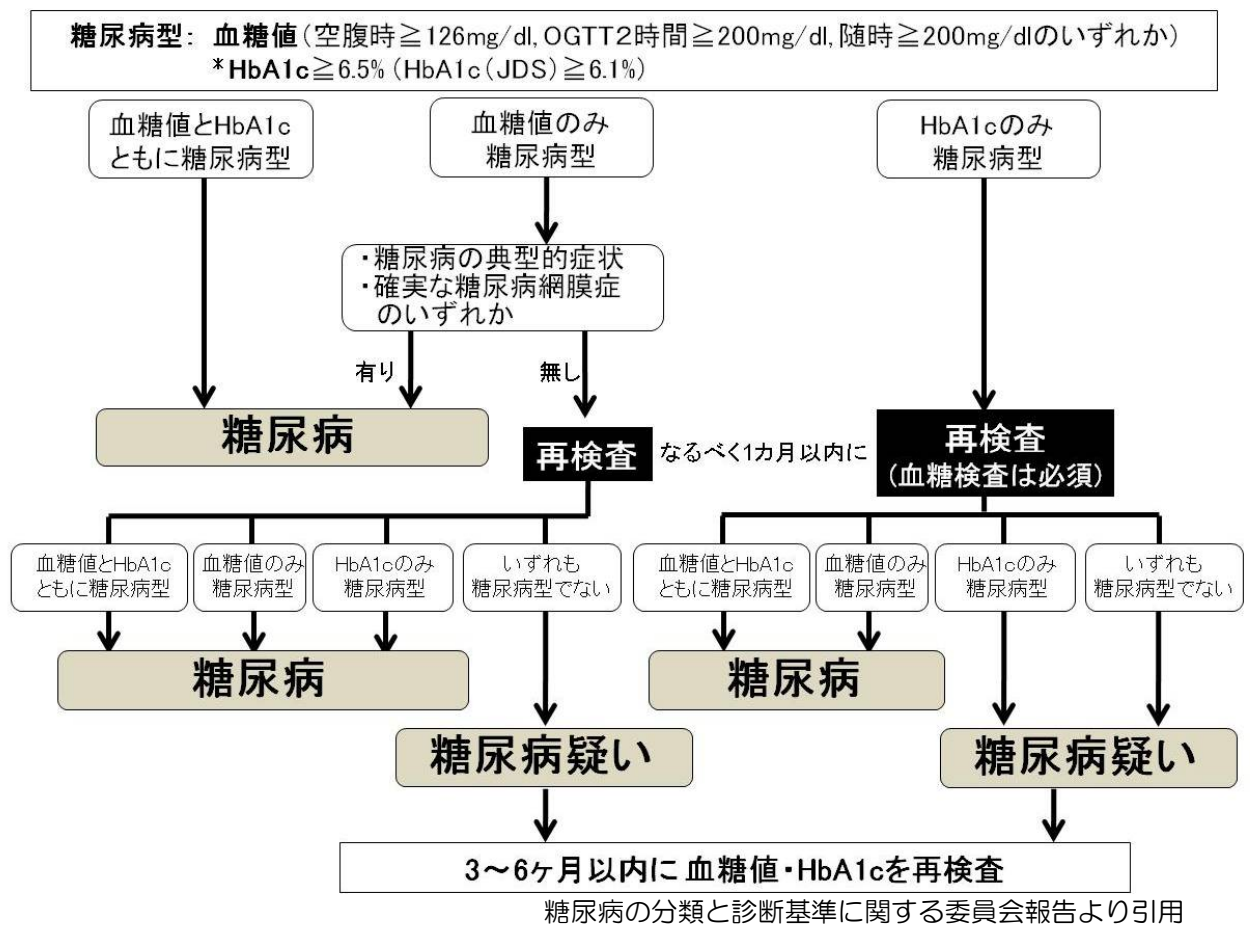 糖尿病型： 血糖値（空腹時≧126mg/dl, OGTT2時間≧200mg/dl, 随時≧200mg/dlのいずれか）
*HbA1c≧6.5%（HbA1c（JDS）≧6.1%）
血糖値とHbA1c
ともに糖尿病型
血糖値のみ
糖尿病型
HbA1cのみ
糖尿病型
・糖尿病の典型的症状
・確実な糖尿病網膜症
のいずれか
有り
無し
糖尿病
再検査
なるべく1カ月以内に
再検査
（血糖検査は必須）
血糖値とHbA1c
ともに糖尿病型
血糖値のみ
糖尿病型
HbA1cのみ
糖尿病型
いずれも
糖尿病型でない
血糖値とHbA1c
ともに糖尿病型
血糖値のみ
糖尿病型
HbA1cのみ
糖尿病型
いずれも
糖尿病型でない
糖尿病
糖尿病
糖尿病疑い
糖尿病疑い
3～6ヶ月以内に 血糖値・HbA1cを再検査
糖尿病の分類と診断基準に関する委員会報告より引用